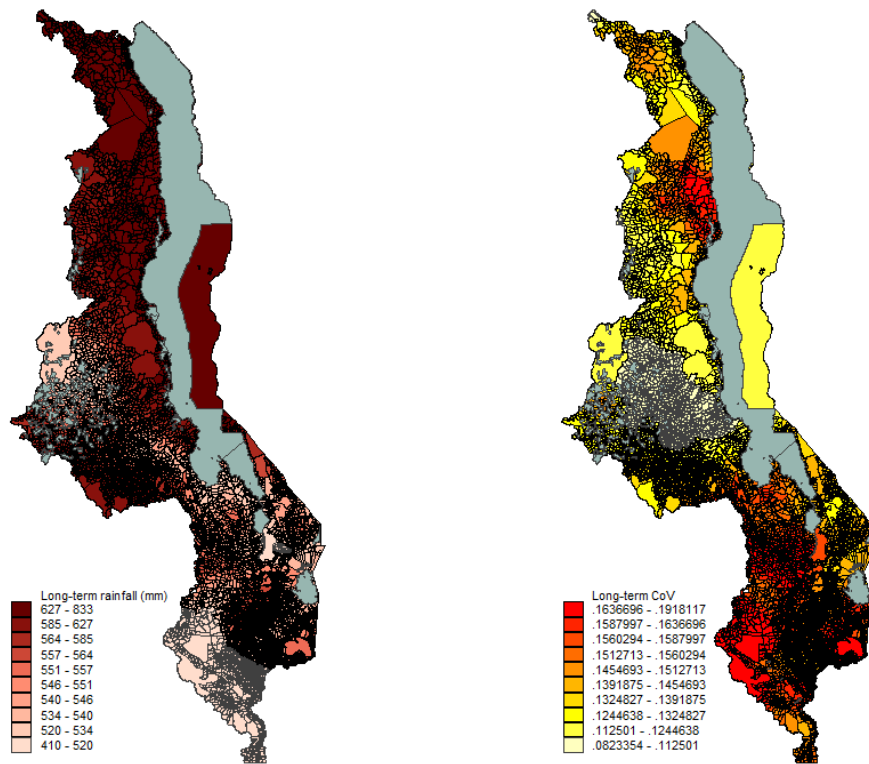 Long-term rainfall (mm)
627 - 833
585 - 627
564 - 585
557 - 564
551 - 557
546 - 551
540 - 546
534 - 540
520 - 534
410 - 520
Long-term CoV
.1636696 - .1918117
.1587997 - .1636696
.1560294 - .1587997
.1512713 - .1560294
.1454693 - .1512713
.1391875 - .1454693
.1324827 - .1391875
.1244638 - .1324827
.112501 - .1244638
.0823354 - .112501